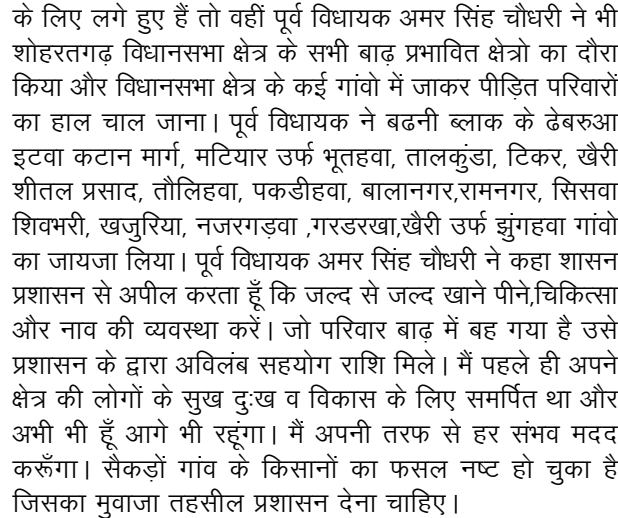 के लिए लगे हुए हैं तो वहीं पूर्व विधायक अमर सिंह चौधरी ने भी
शोहरतगढ़ विधानसभा क्षेत्र के सभी बाढ़ प्रभावित क्षेत्रो का दौरा
किया और विधानसभा क्षेत्र के कई गांवो में जाकर पीड़ित परिवारों
का हाल चाल जाना। पूर्व विधायक ने बढनी ब्लाक के ढेबरुआ
इटवा कटान मार्ग, मटियार उर्फ भूतहवा, तालकुंडा, टिकर, खैरी
शीतल प्रसाद, तौलिहवा, पकडीहवा, बालानगर,रामनगर, सिसवा
शिवभरी, खजुरिया, नजरगड़वा ,गरडरखा,खैरी उर्फ झुंगहवा गांवो
का जायजा लिया। पूर्व विधायक अमर सिंह चौधरी ने कहा शासन
प्रशासन से अपील करता हूँ कि जल्द से जल्द खाने पीने,चिकित्सा
और नाव की व्यवस्था करें। जो परिवार बाढ़ में बह गया है उसे
प्रशासन के द्वारा अविलंब सहयोग राशि मिले। मैं पहले ही अपने
क्षेत्र की लोगों के सुख दुःख व विकास के लिए समर्पित था और
अभी भी हूँ आगे भी रहूंगा। मैं अपनी तरफ से हर संभव मदद
करूँगा। सैकड़ों गांव के किसानों का फसल नष्ट हो चुका है
जिसका मुवाजा तहसील प्रशासन देना चाहिए।